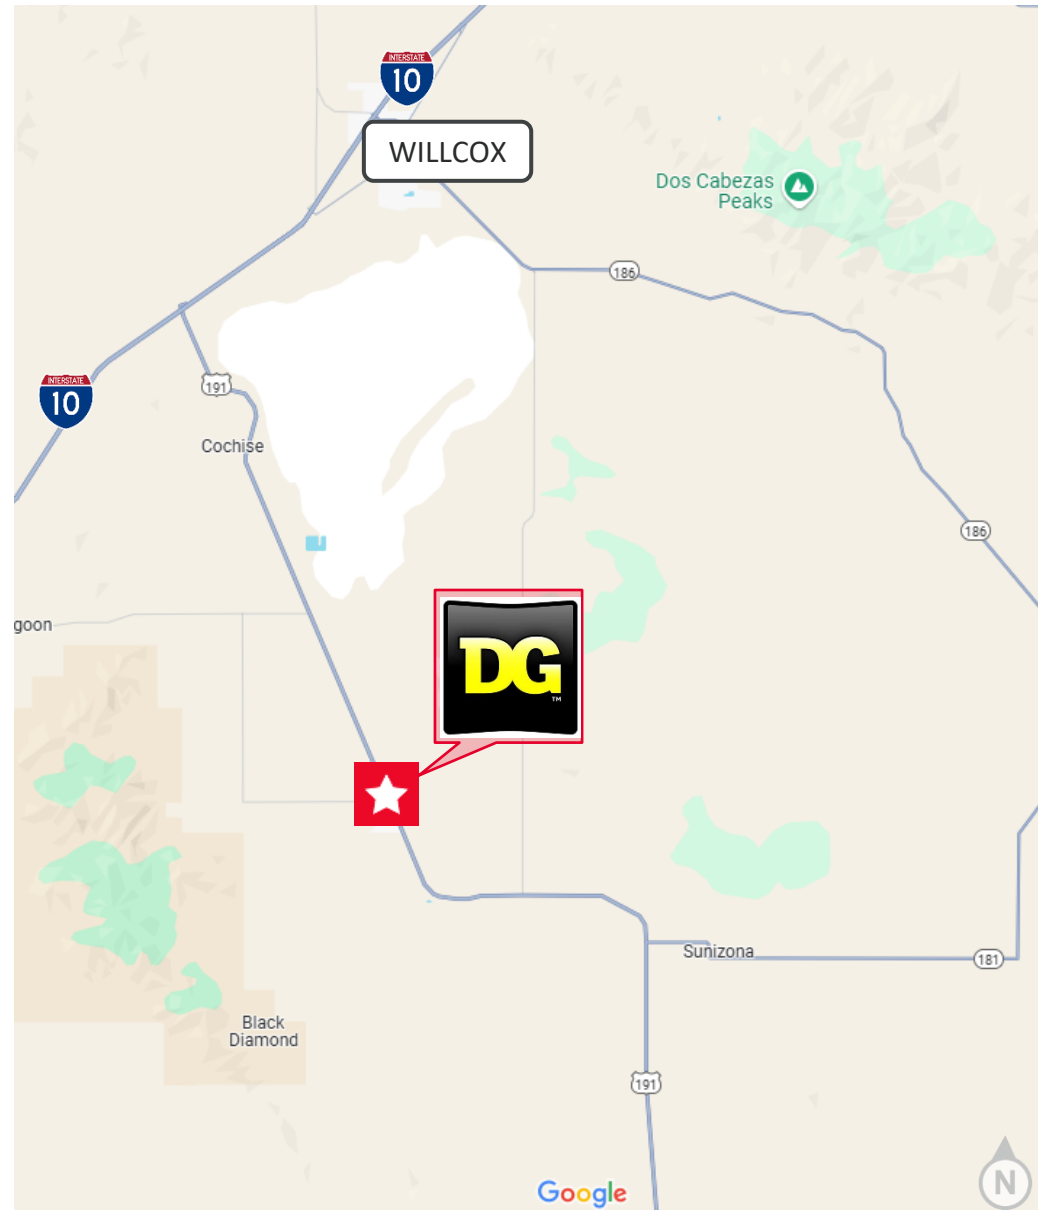 INTERSTATE
10
WILLCOX
Dos Cabezas
Peaks
186
INTERSTATE
10
191
Cochise
186
goon
DG
TM
Sunizona
181
Black
Diamond
191
Google
N